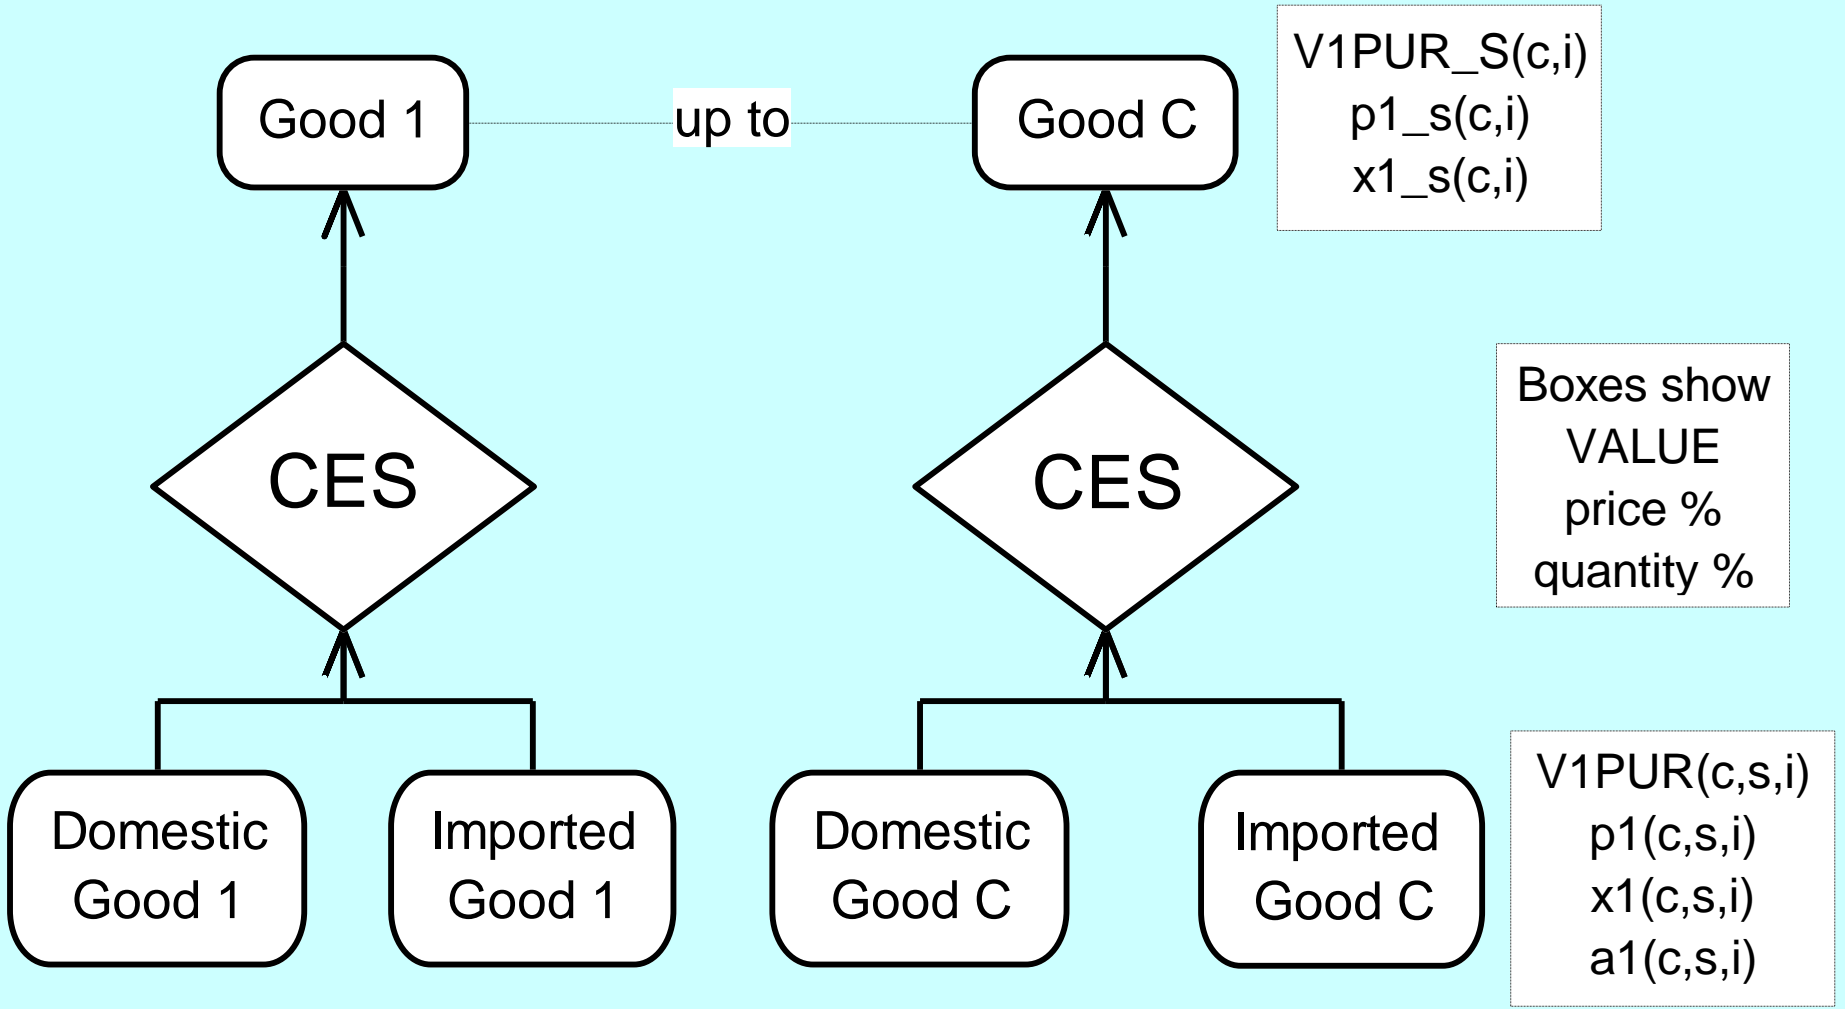 Good 1
up to
Good C
V1PUR_S(c,i)
p1_s(c,i)
x1_s(c,i)
CES
CES
Boxes show
VALUE
price %
quantity %
Domestic
Good 1
Imported
Good 1
Domestic
Good C
Imported
Good C
V1PUR(c,s,i)
p1(c,s,i)
x1(c,s,i)
a1(c,s,i)